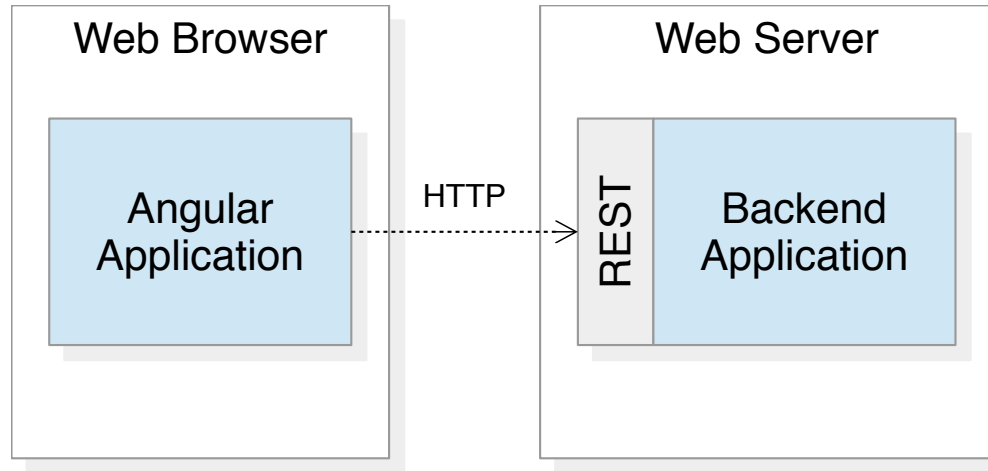 Web Browser
Web Server
Angular
Application
HTTP
REST
Backend
Application